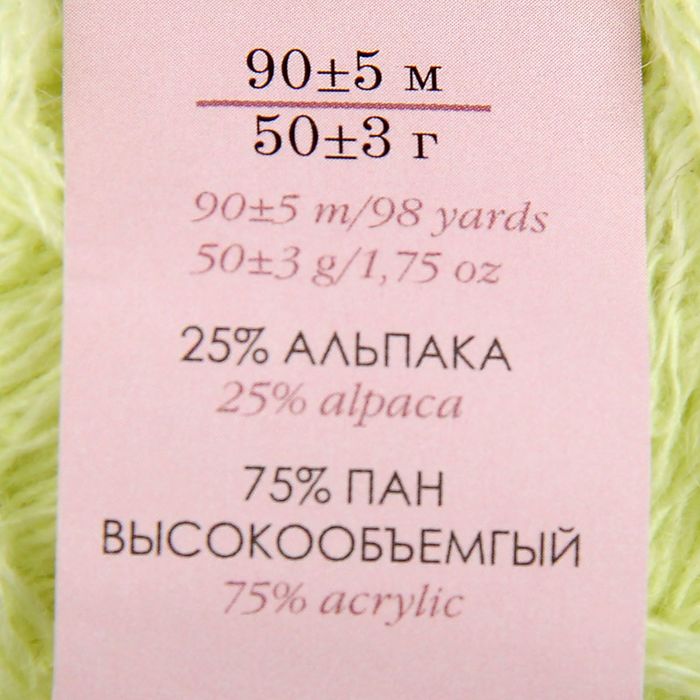 90±5 м
50±3 г
90±5 m/98 yards
50±3 g/1,75 oz
25% АЛЬПАКА
25% alpaca
75% ПАН
ВЫСОКООБЪЕМГЫЙ
75% acrylic